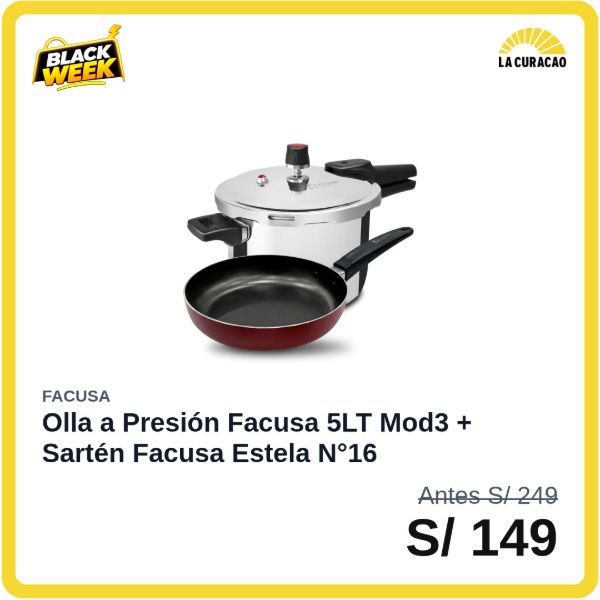 BLACK
WEEK
LA CURACAO
FACUSA
Olla a Presión Facusa 5LT Mod3 +
Sartén Facusa Estela N°16
Antes S/ 249
S/ 149